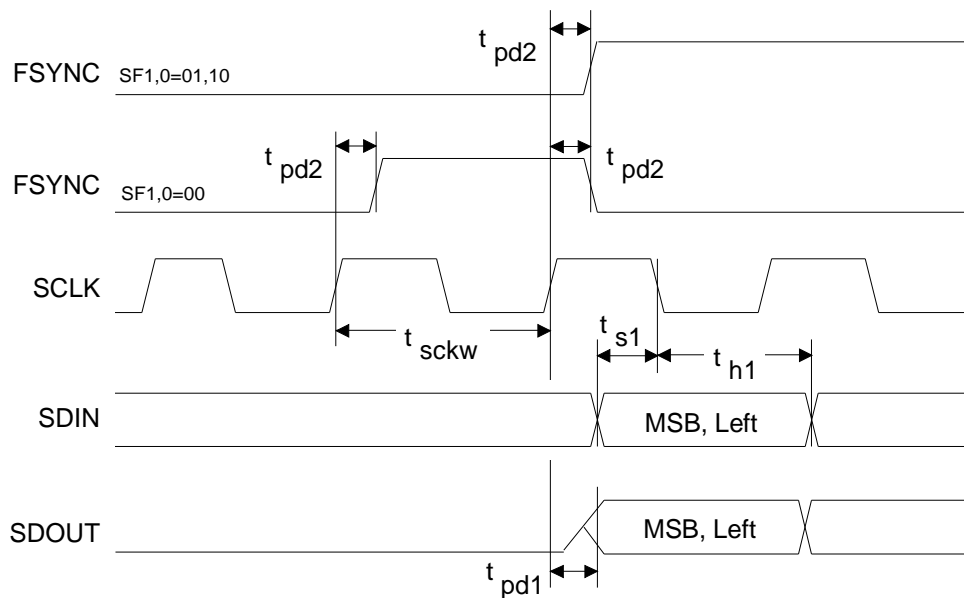 t pd2
FSYNC SF1,0=01,10
t pd2 t pd2
FSYNC SF1,0=00
SCLK
t sckw t s1 t h1
SDIN MSB, Left
SDOUT MSB, Left
t pd1